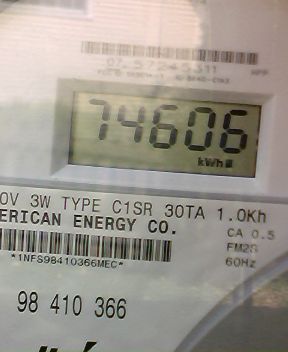 74606
kWh
0V 3W TYPE C1SR 30TA 1.0Kh
ERICAN ENERGY CO.
CA 0.5
FM2S
*1NFS98410366MEC*
60Hz
98 410 366